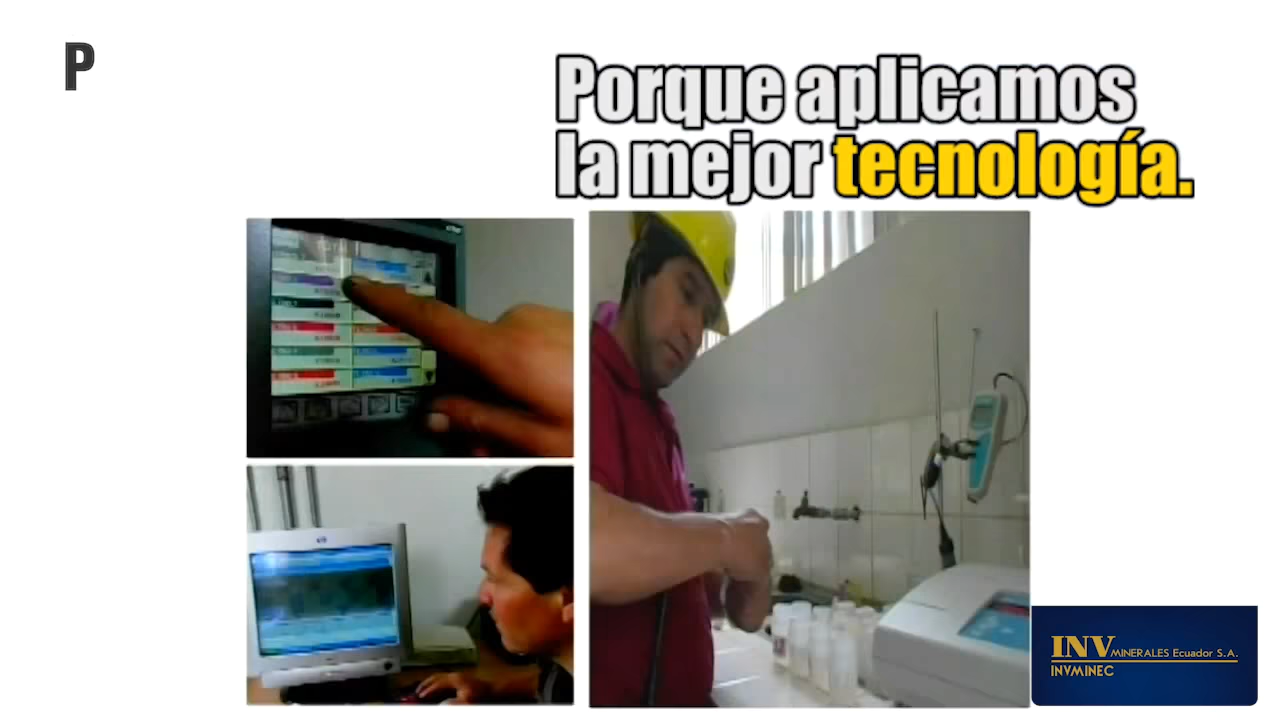 P
Porque aplicamos
la mejor tecnología.
INV MINERALES Ecuador S.A.
INVMINEC